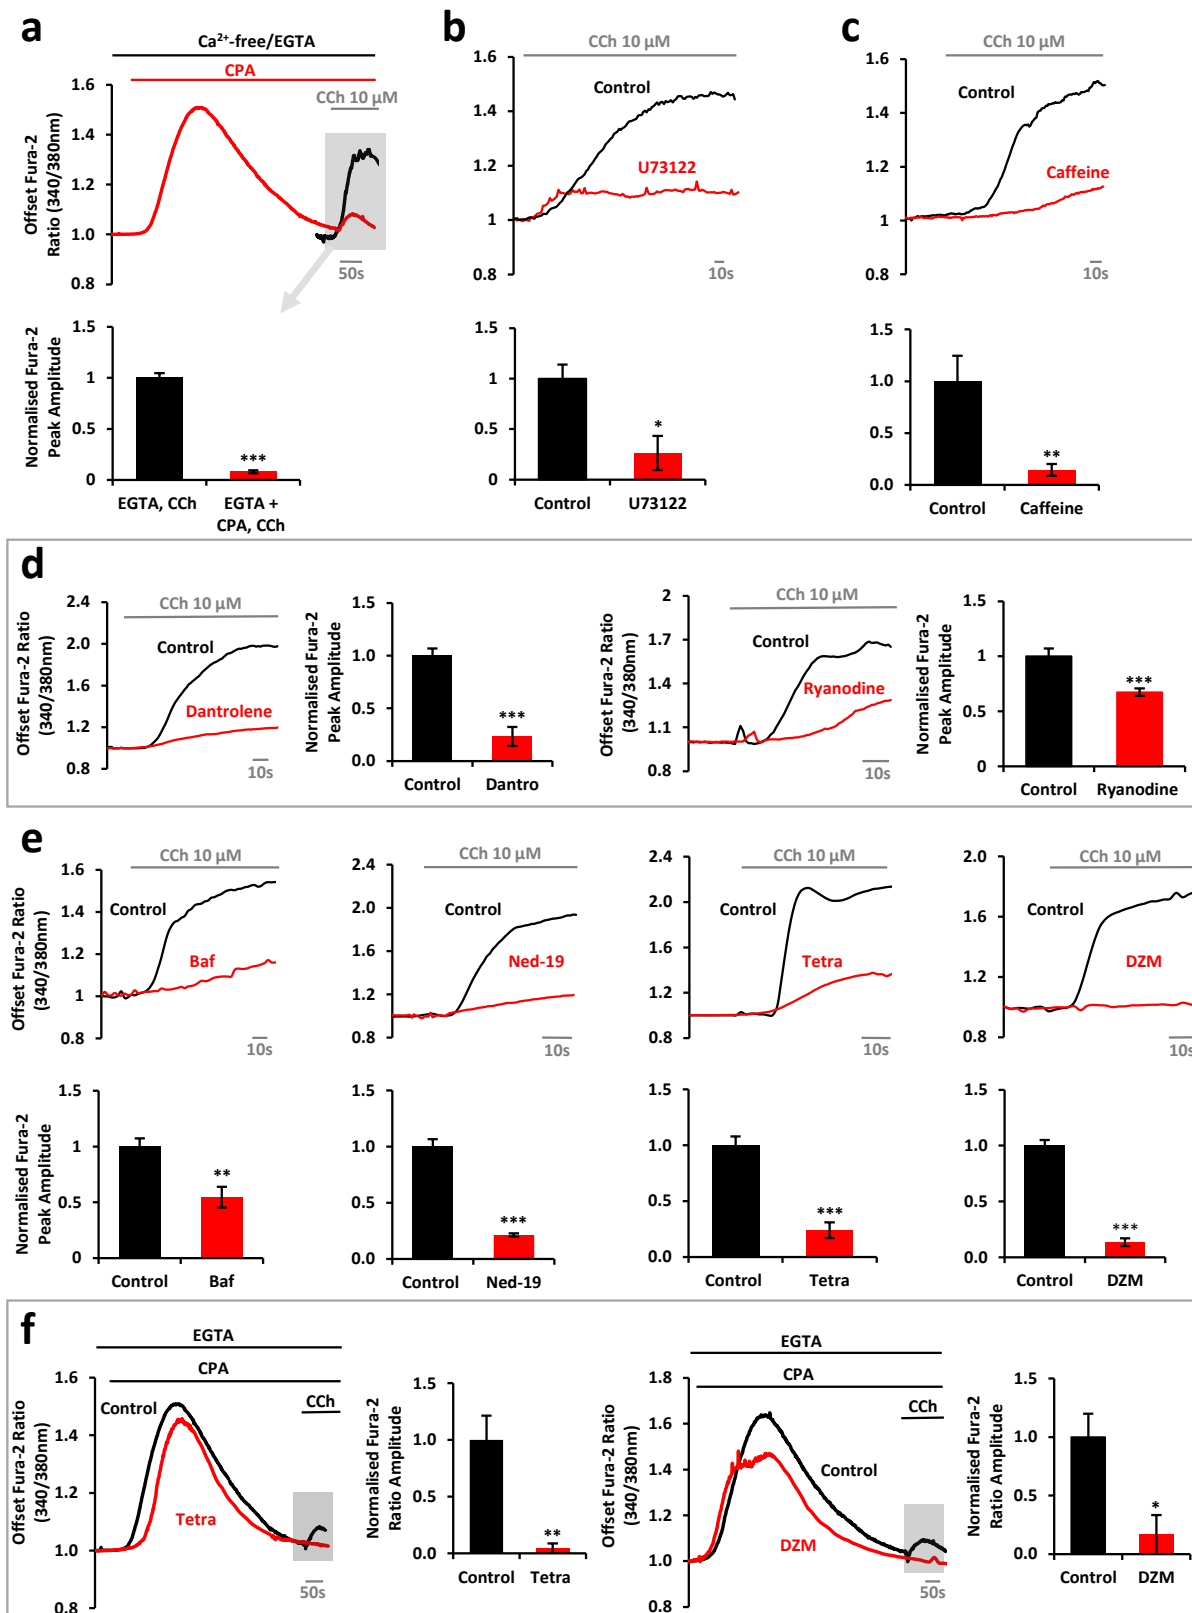 a
Ca²⁺-free/EGTA
CPA
CCh 10 µM
Offset Fura-2
Ratio (340/380nm)
1.6
1.4
1.2
1.0
0.8
50s
Normalised Fura-2
Peak Amplitude
1.5
1
0.5
0
***
EGTA, CCh
EGTA +
CPA, CCh
b
CCh 10 µM
Control
U73122
1.6
1.4
1.2
1
0.8
10s
1.5
1
0.5
0
*
Control
U73122
c
CCh 10 µM
Control
Caffeine
1.6
1.4
1.2
1
0.8
10s
1.5
1.0
0.5
0.0
**
Control
Caffeine
d
CCh 10 µM
Offset Fura-2 Ratio
(340/380nm)
2.4
2.0
1.6
1.2
0.8
Control
Dantrolene
10s
Normalised Fura-2
Peak Amplitude
1.5
1.0
0.5
0.0
***
Control
Dantro
Offset Fura-2 Ratio
(340/380nm)
2
1.7
1.4
1.1
0.8
CCh 10 µM
Control
Ryanodine
10s
Normalised Fura-2
Peak Amplitude
1.5
1
0.5
0
***
Control
Ryanodine
e
CCh 10 µM
Offset Fura-2 Ratio
(340/380nm)
1.6
1.4
1.2
1
0.8
Control
Baf
10s
CCh 10 µM
2.4
2.0
1.6
1.2
0.8
Control
Ned-19
10s
CCh 10 µM
2.4
2.0
1.6
1.2
0.8
Control
Tetra
10s
CCh 10 µM
2.0
1.6
1.2
0.8
Control
DZM
10s
Normalised Fura-2
Peak Amplitude
1.5
1
0.5
0
**
Control
Baf
1.5
1.0
0.5
0.0
***
Control
Ned-19
1.5
1.0
0.5
0.0
***
Control
Tetra
1.5
1.0
0.5
0.0
***
Control
DZM
f
EGTA
CPA
CCh
Offset Fura-2 Ratio
(340/380nm)
1.6
1.4
1.2
1.0
0.8
Control
Tetra
50s
Normalised Fura-2
Ratio Amplitude
1.5
1.0
0.5
0.0
**
Control
Tetra
EGTA
CPA
CCh
Offset Fura-2 Ratio
(340/380nm)
1.8
1.6
1.4
1.2
1.0
0.8
Control
DZM
50s
Normalised Fura-2
Ratio Amplitude
1.5
1.0
0.5
0.0
*
Control
DZM